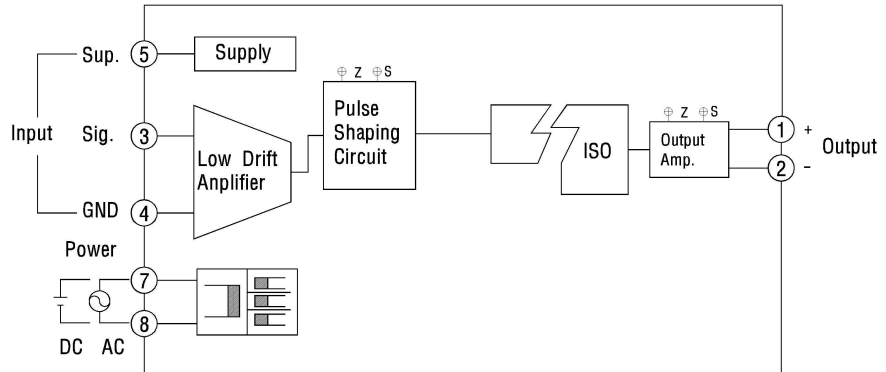 Sup. 5 Supply
Z S
Pulse
Shaping
Circuit
Input
Sig. 3
Low Drift
Anplifier
ISO
Z S
Output
Amp.
1 +
2 -
Output
GND 4
Power
7
8
DC AC